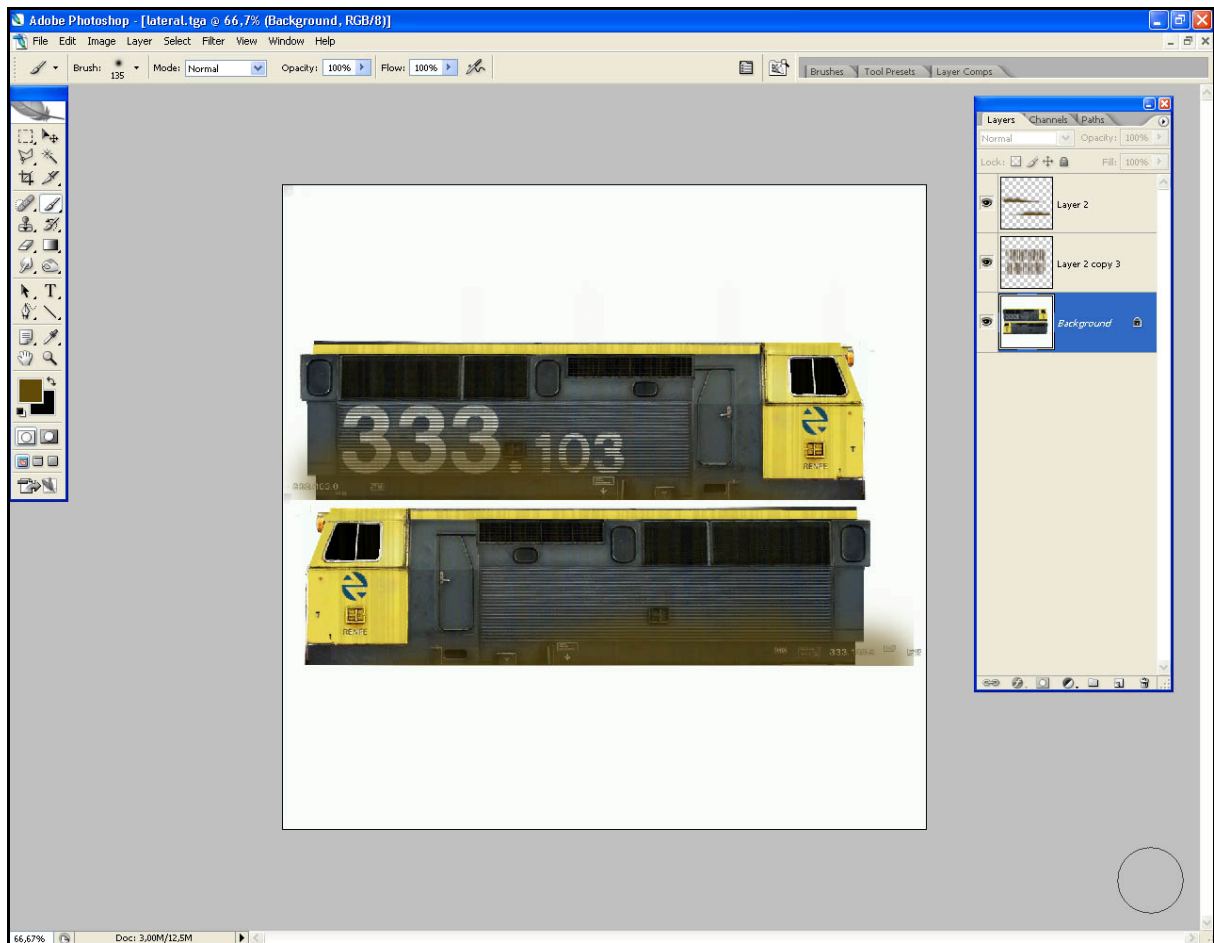 Adobe Photoshop - [lateral.tga @ 66,7% (Background, RGB/8)]
File Edit Image Layer Select Filter View Window Help
Brush: 135 Mode: Normal Opacity: 100% Flow: 100% Brushes Tool Presets Layer Comps
Layers Channels Paths
Normal Opacity: 100%
Lock: Fill: 100%
Layer 2
Layer 2 copy 3
Background
333.103
RENFE
T
1
RENFE
T
1
66,67% Doc: 3,00M/12,5M